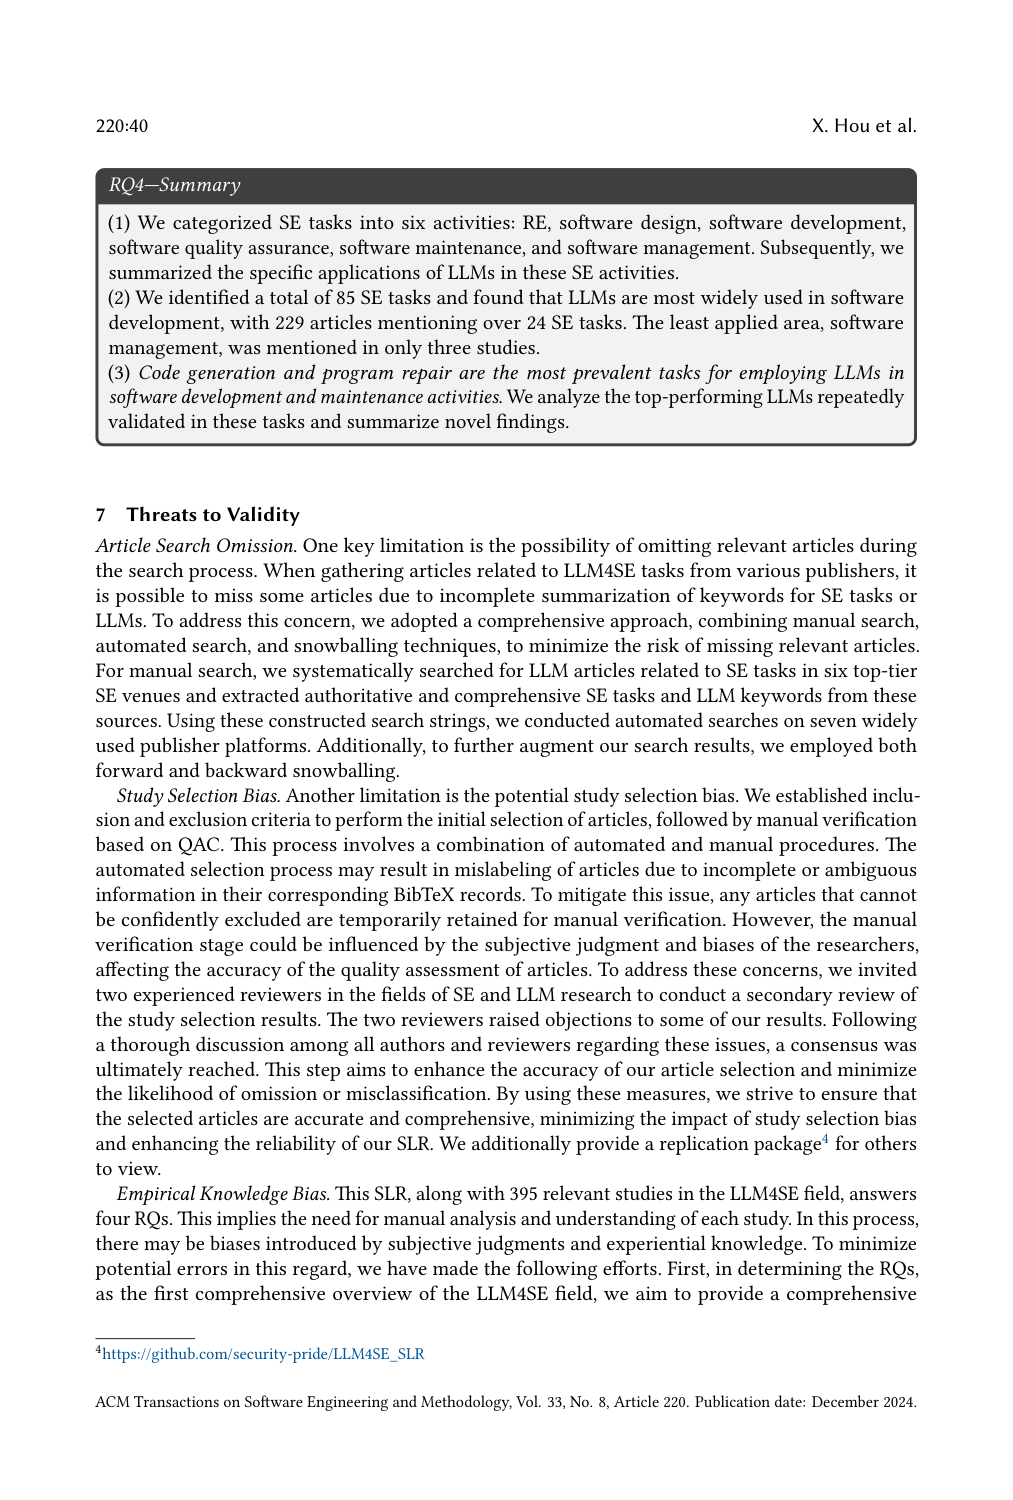 220:40 X. Hou et al.
RQ4—Summary
(1) We categorized SE tasks into six activities: RE, software design, software development,
software quality assurance, software maintenance, and software management. Subsequently, we
summarized the specific applications of LLMs in these SE activities.
(2) We identified a total of 85 SE tasks and found that LLMs are most widely used in software
development, with 229 articles mentioning over 24 SE tasks. The least applied area, software
management, was mentioned in only three studies.
(3) Code generation and program repair are the most prevalent tasks for employing LLMs in
software development and maintenance activities. We analyze the top-performing LLMs repeatedly
validated in these tasks and summarize novel findings.
7 Threats to Validity
Article Search Omission. One key limitation is the possibility of omitting relevant articles during
the search process. When gathering articles related to LLM4SE tasks from various publishers, it
is possible to miss some articles due to incomplete summarization of keywords for SE tasks or
LLMs. To address this concern, we adopted a comprehensive approach, combining manual search,
automated search, and snowballing techniques, to minimize the risk of missing relevant articles.
For manual search, we systematically searched for LLM articles related to SE tasks in six top-tier
SE venues and extracted authoritative and comprehensive SE tasks and LLM keywords from these
sources. Using these constructed search strings, we conducted automated searches on seven widely
used publisher platforms. Additionally, to further augment our search results, we employed both
forward and backward snowballing.
Study Selection Bias. Another limitation is the potential study selection bias. We established inclu-
sion and exclusion criteria to perform the initial selection of articles, followed by manual verification
based on QAC. This process involves a combination of automated and manual procedures. The
automated selection process may result in mislabeling of articles due to incomplete or ambiguous
information in their corresponding BibTeX records. To mitigate this issue, any articles that cannot
be confidently excluded are temporarily retained for manual verification. However, the manual
verification stage could be influenced by the subjective judgment and biases of the researchers,
affecting the accuracy of the quality assessment of articles. To address these concerns, we invited
two experienced reviewers in the fields of SE and LLM research to conduct a secondary review of
the study selection results. The two reviewers raised objections to some of our results. Following
a thorough discussion among all authors and reviewers regarding these issues, a consensus was
ultimately reached. This step aims to enhance the accuracy of our article selection and minimize
the likelihood of omission or misclassification. By using these measures, we strive to ensure that
the selected articles are accurate and comprehensive, minimizing the impact of study selection bias
and enhancing the reliability of our SLR. We additionally provide a replication package4 for others
to view.
Empirical Knowledge Bias. This SLR, along with 395 relevant studies in the LLM4SE field, answers
four RQs. This implies the need for manual analysis and understanding of each study. In this process,
there may be biases introduced by subjective judgments and experiential knowledge. To minimize
potential errors in this regard, we have made the following efforts. First, in determining the RQs,
as the first comprehensive overview of the LLM4SE field, we aim to provide a comprehensive
4https://github.com/security-pride/LLM4SE_SLR
ACM Transactions on Software Engineering and Methodology, Vol. 33, No. 8, Article 220. Publication date: December 2024.